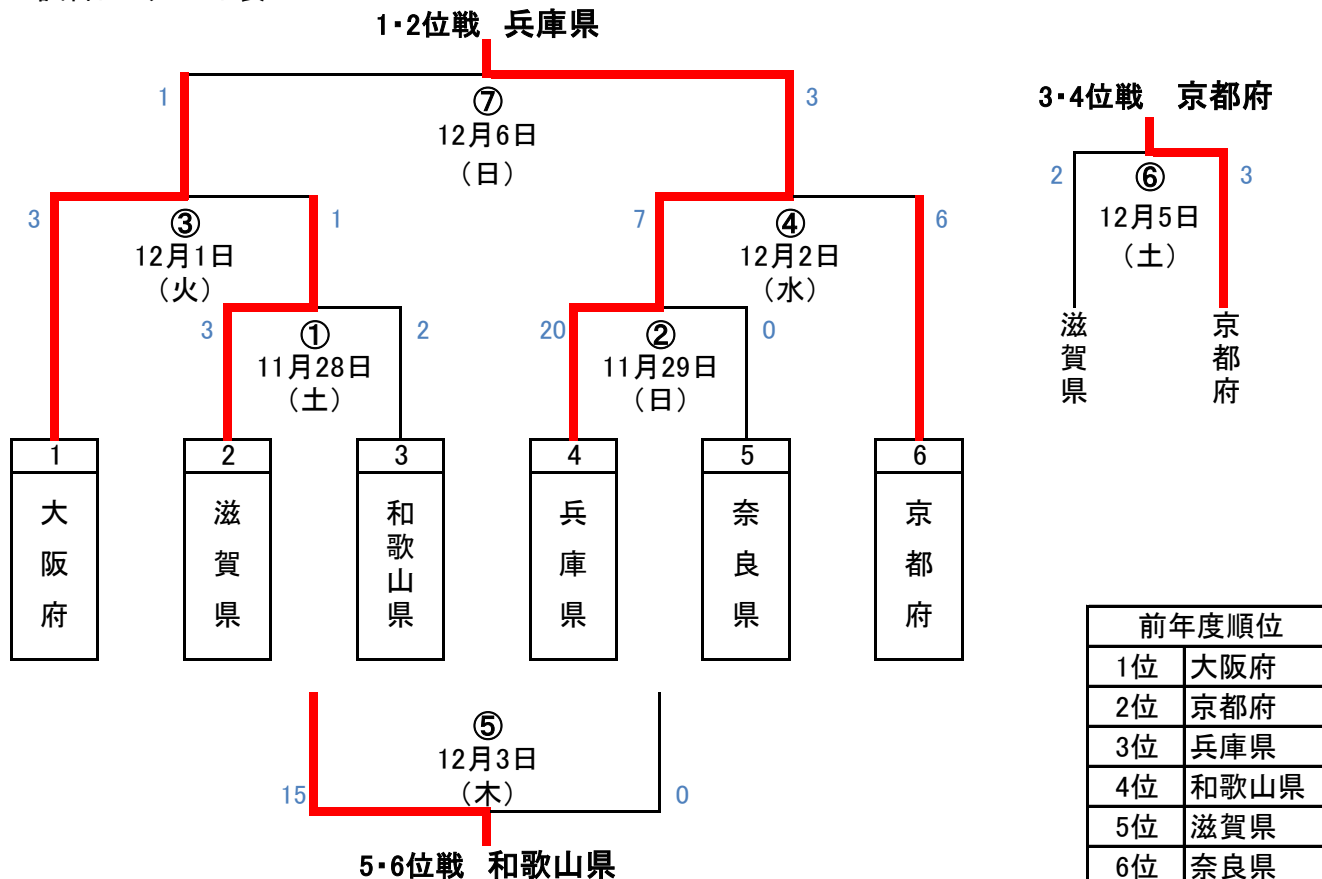 1・2位戦 兵庫県
1
3
⑦
12月6日
（日）
3・4位戦 京都府
2
3
⑥
12月5日
（土）
滋賀県
京都府
3
1
③
12月1日
（火）
7
6
④
12月2日
（水）
3
2
①
11月28日
（土）
20
0
②
11月29日
（日）
1
2
3
4
5
6
大阪府
滋賀県
和歌山県
兵庫県
奈良県
京都府
⑤
12月3日
（木）
15
0
5・6位戦 和歌山県
前年度順位
1位 大阪府
2位 京都府
3位 兵庫県
4位 和歌山県
5位 滋賀県
6位 奈良県